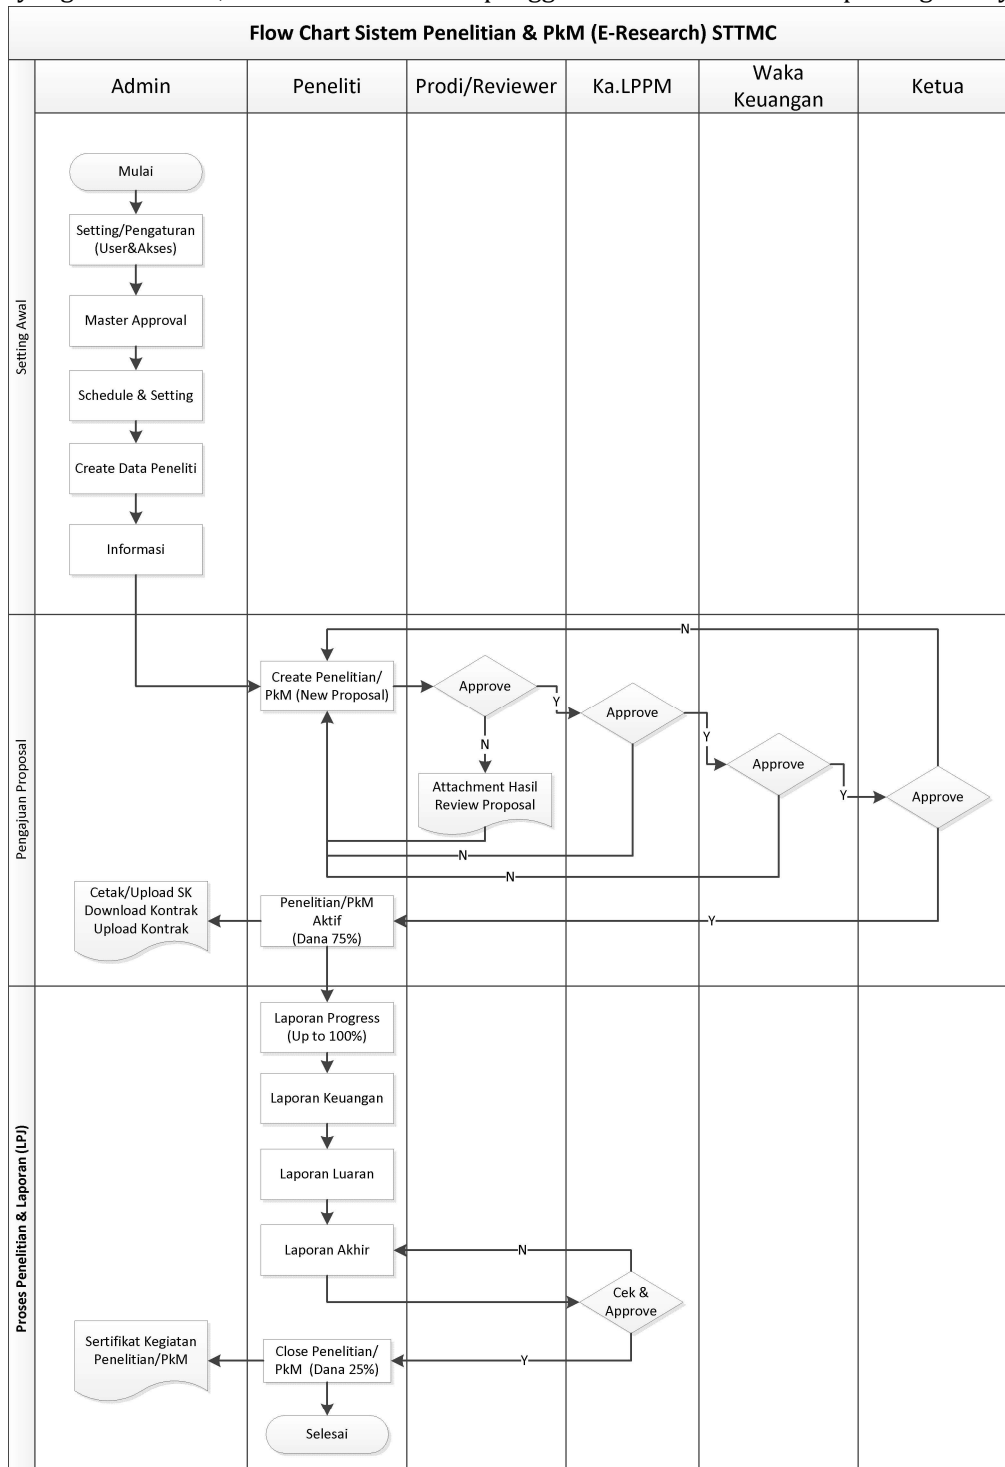 Flow Chart Sistem Penelitian & PkM (E-Research) STTMC
Admin
Peneliti
Prodi/Reviewer
Ka.LPPM
Waka
Keuangan
Ketua
Setting Awal
Mulai
Setting/Pengaturan
(User&Akses)
Master Approval
Schedule & Setting
Create Data Peneliti
Informasi
Pengajuan Proposal
N
Create Penelitian/
PkM (New Proposal)
Approve
Y
Approve
Y
Approve
Y
Approve
N
Attachment Hasil
Review Proposal
N
N
Cetak/Upload SK
Download Kontrak
Upload Kontrak
Penelitian/PkM
Aktif
(Dana 75%)
Y
Proses Penelitian & Laporan (LPJ)
Laporan Progress
(Up to 100%)
Laporan Keuangan
Laporan Luaran
Laporan Akhir
N
Cek &
Approve
Sertifikat Kegiatan
Penelitian/PkM
Close Penelitian/
PkM (Dana 25%)
Y
Selesai